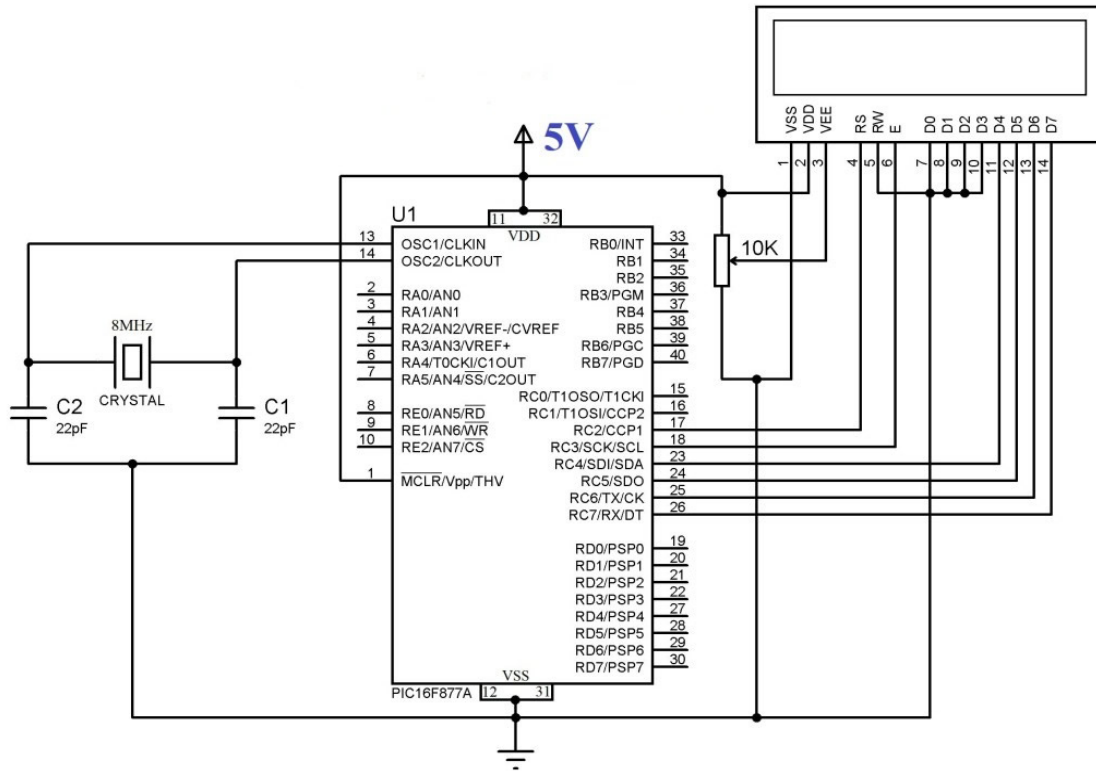 VSS
VDD
VEE
RS
RW
E
D0
D1
D2
D3
D4
D5
D6
D7
1
2
3
4
5
6
7
8
9
10
11
12
13
14
5V
U1
11 32
VDD
13 OSC1/CLKIN RB0/INT 33
14 OSC2/CLKOUT RB1 34
RB2 35
2 RA0/AN0 RB3/PGM 36
3 RA1/AN1 RB4 37
4 RA2/AN2/VREF-/CVREF RB5 38
5 RA3/AN3/VREF+ RB6/PGC 39
6 RA4/T0CKI/C1OUT RB7/PGD 40
7 RA5/AN4/SS/C2OUT
RC0/T1OSO/T1CKI 15
8 RE0/AN5/RD RC1/T1OSI/CCP2 16
9 RE1/AN6/WR RC2/CCP1 17
10 RE2/AN7/CS RC3/SCK/SCL 18
RC4/SDI/SDA 23
1 MCLR/Vpp/THV RC5/SDO 24
RC6/TX/CK 25
RC7/RX/DT 26
RD0/PSP0 19
RD1/PSP1 20
RD2/PSP2 21
RD3/PSP3 22
RD4/PSP4 27
RD5/PSP5 28
RD6/PSP6 29
RD7/PSP7 30
VSS
PIC16F877A 12 31
10K
8MHz
CRYSTAL
C2
22pF
C1
22pF